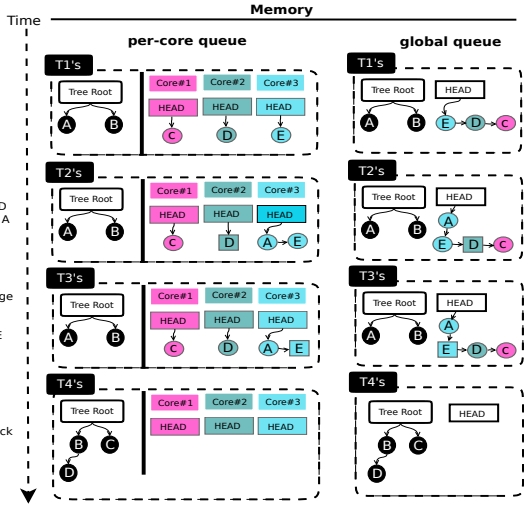 Memory
Time
per-core queue
global queue
T1's
Tree Root
A B
Core#1 Core#2 Core#3
HEAD HEAD HEAD
c D E
T1's
Tree Root
A B
HEAD
E D c
T2's
Tree Root
A B
Core#1 Core#2 Core#3
HEAD HEAD HEAD
c D A E
T2's
Tree Root
A B
HEAD
A
E D c
D
A
T3's
Tree Root
A B
Core#1 Core#2 Core#3
HEAD HEAD HEAD
c D A E
T3's
Tree Root
A B
HEAD
A
E D c
ge
E
T4's
Tree Root
B C
D
Core#1 Core#2 Core#3
HEAD HEAD HEAD
T4's
Tree Root
B C
D
HEAD
ck